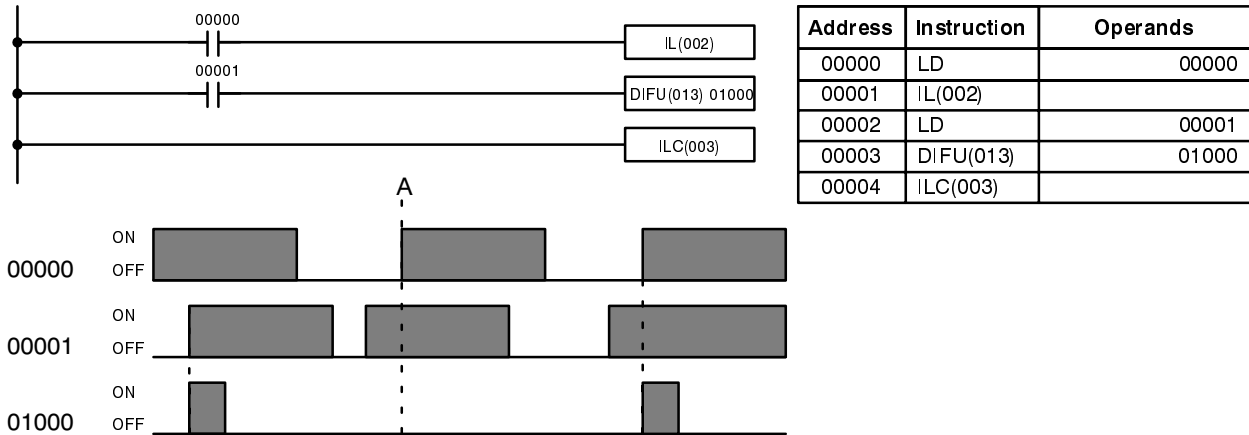 00000
IL(002)
00001
DIFU(013) 01000
ILC(003)
Address Instruction Operands
00000 LD 00000
00001 IL(002)
00002 LD 00001
00003 DIFU(013) 01000
00004 ILC(003)
A
ON
00000 OFF
ON
00001 OFF
ON
01000 OFF